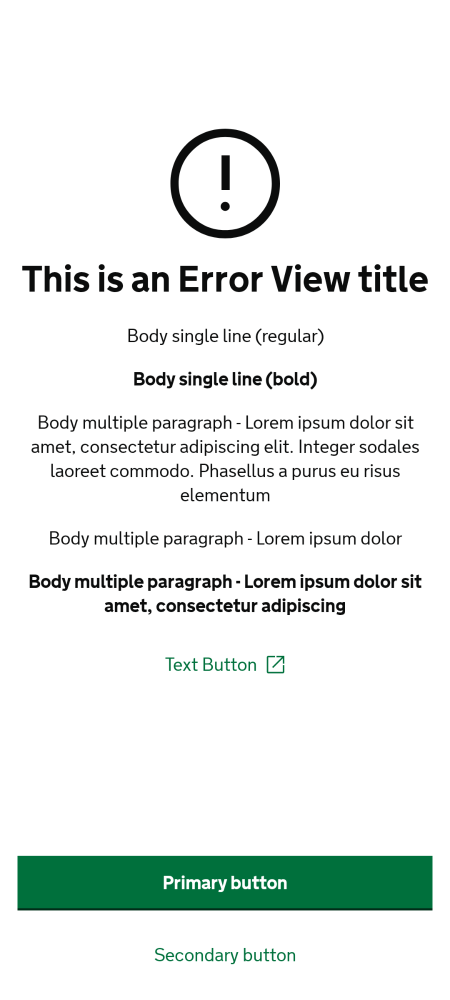 This is an Error View title
Body single line (regular)
Body single line (bold)
Body multiple paragraph - Lorem ipsum dolor sit
amet, consectetur adipiscing elit. Integer sodales
laoreet commodo. Phasellus a purus eu risus
elementum
Body multiple paragraph - Lorem ipsum dolor
Body multiple paragraph - Lorem ipsum dolor sit
amet, consectetur adipiscing
Text Button
Primary button
Secondary button